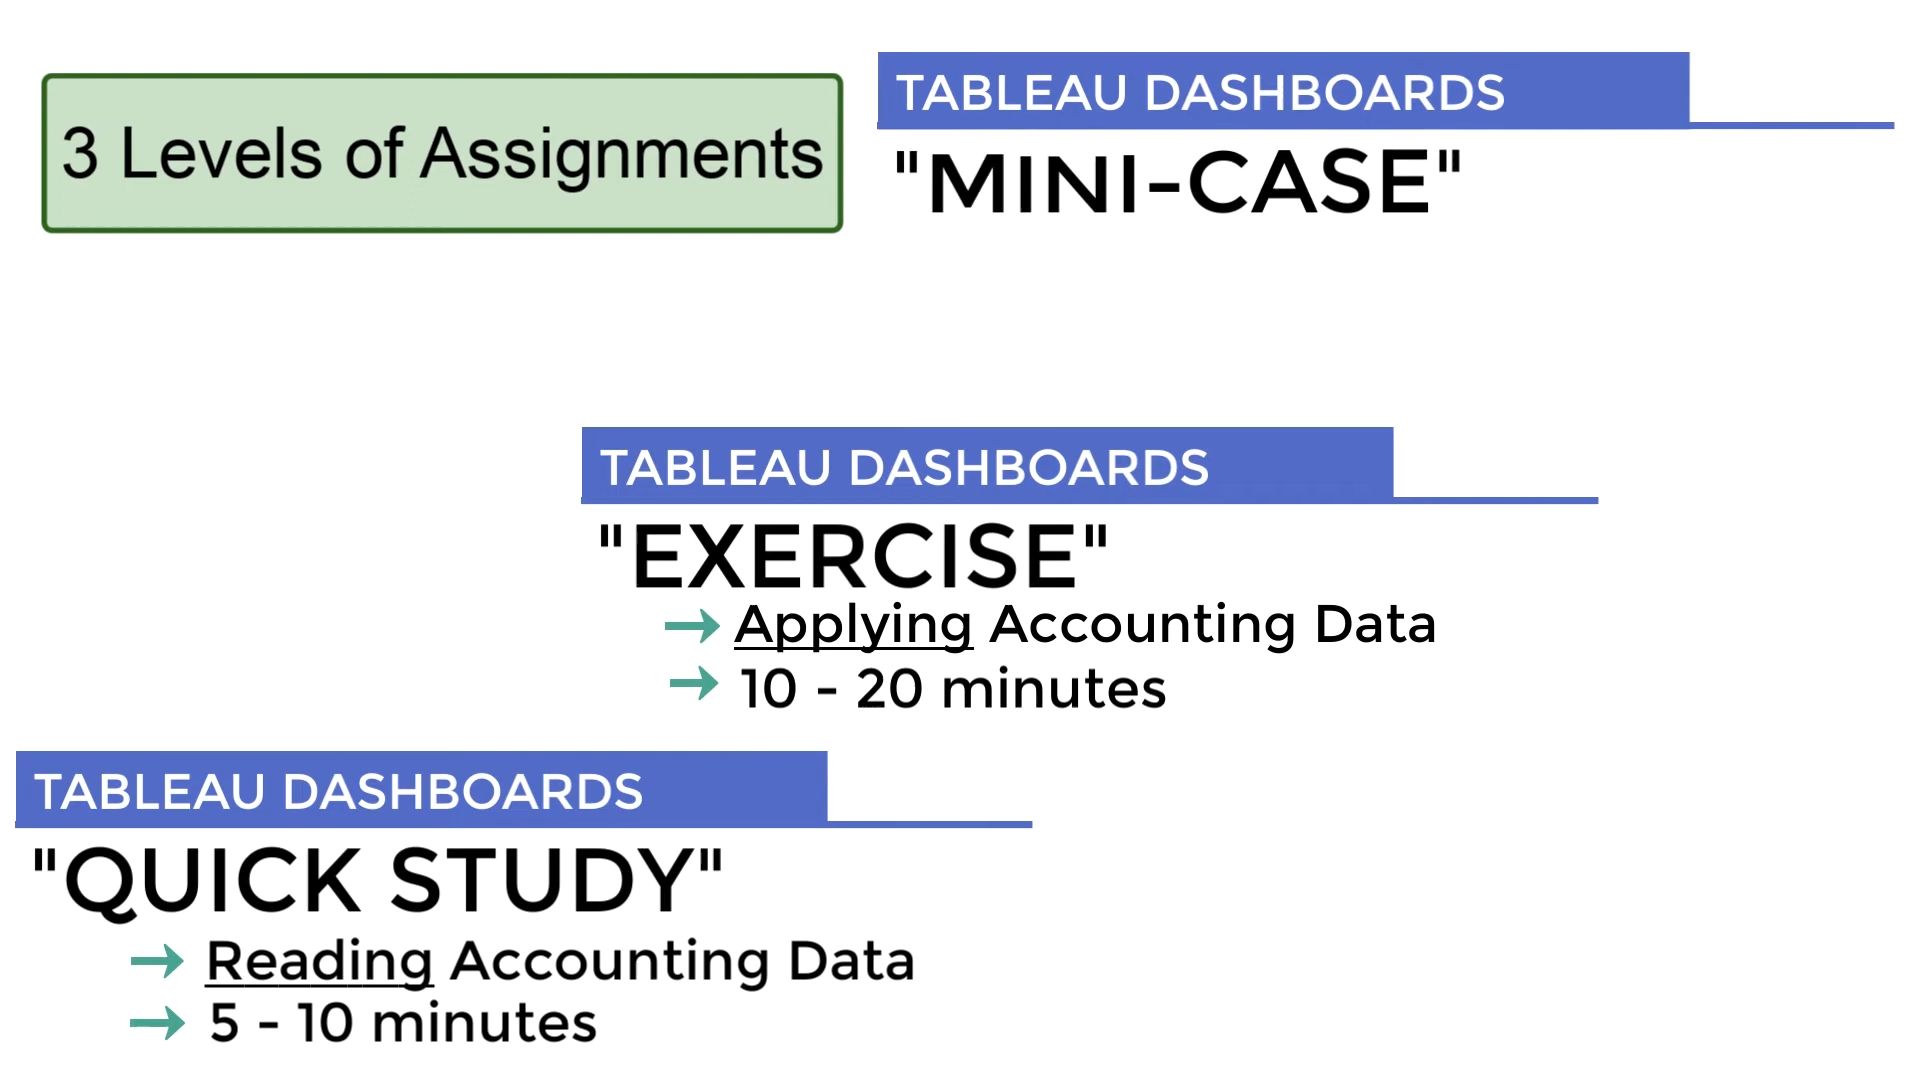 3 Levels of Assignments
TABLEAU DASHBOARDS
"MINI-CASE"
TABLEAU DASHBOARDS
"EXERCISE"
Applying Accounting Data
10 - 20 minutes
TABLEAU DASHBOARDS
"QUICK STUDY"
Reading Accounting Data
5 - 10 minutes